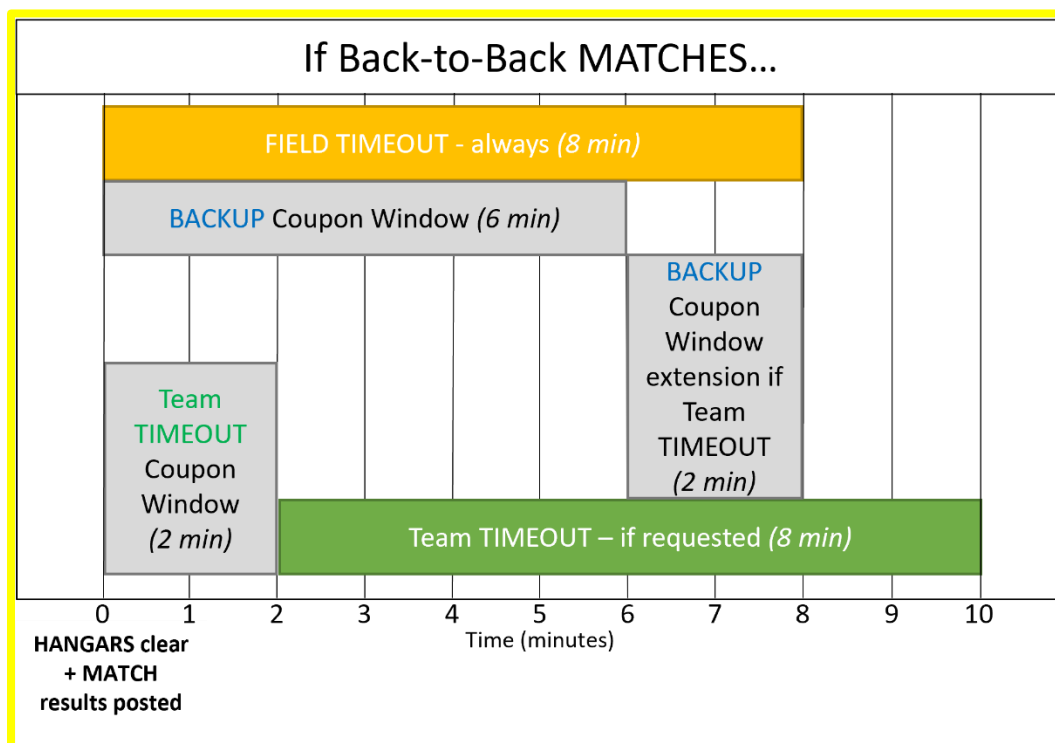 If Back-to-Back MATCHES...
FIELD TIMEOUT - always (8 min)
BACKUP Coupon Window (6 min)
BACKUP
Coupon
Window
extension if
Team
TIMEOUT
(2 min)
Team
TIMEOUT
Coupon
Window
(2 min)
Team TIMEOUT – if requested (8 min)
0 1 2 3 4 5 6 7 8 9 10
Time (minutes)
HANGARS clear
+ MATCH
results posted